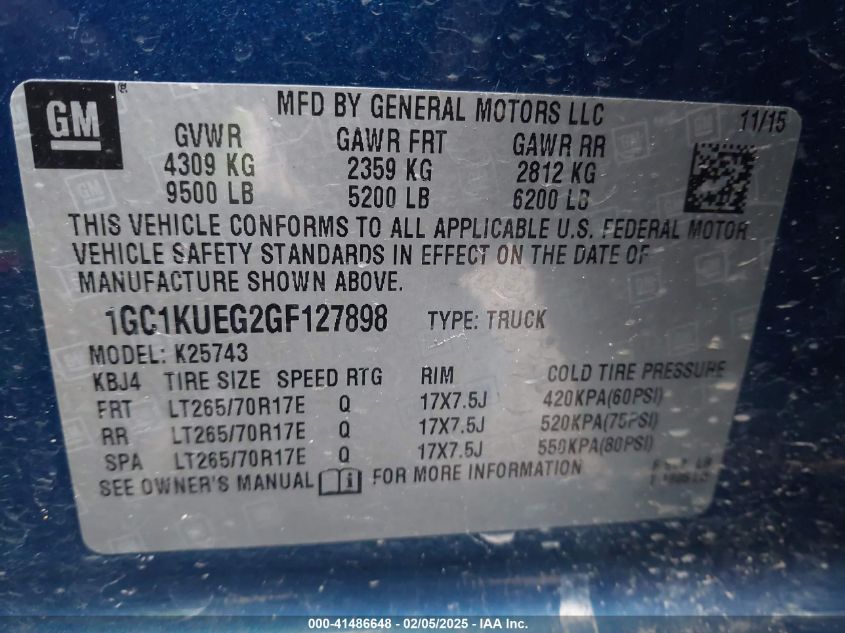 GM
MFD BY GENERAL MOTORS LLC
11/15
GVWR GAWR FRT GAWR RR
4309 KG 2359 KG 2812 KG
9500 LB 5200 LB 6200 LB
THIS VEHICLE CONFORMS TO ALL APPLICABLE U.S. FEDERAL MOTOR
VEHICLE SAFETY STANDARDS IN EFFECT ON THE DATE OF
MANUFACTURE SHOWN ABOVE.
1GC1KUEG2GF127898 TYPE: TRUCK
MODEL: K25743
KBJ4 TIRE SIZE SPEED RTG RIM COLD TIRE PRESSURE
FRT LT265/70R17E Q 17X7.5J 420KPA(60PSI)
RR LT265/70R17E Q 17X7.5J 520KPA(75PSI)
SPA LT265/70R17E Q 17X7.5J 550KPA(80PSI)
SEE OWNER'S MANUAL FOR MORE INFORMATION
000-41486648 - 02/05/2025 - IAA Inc.